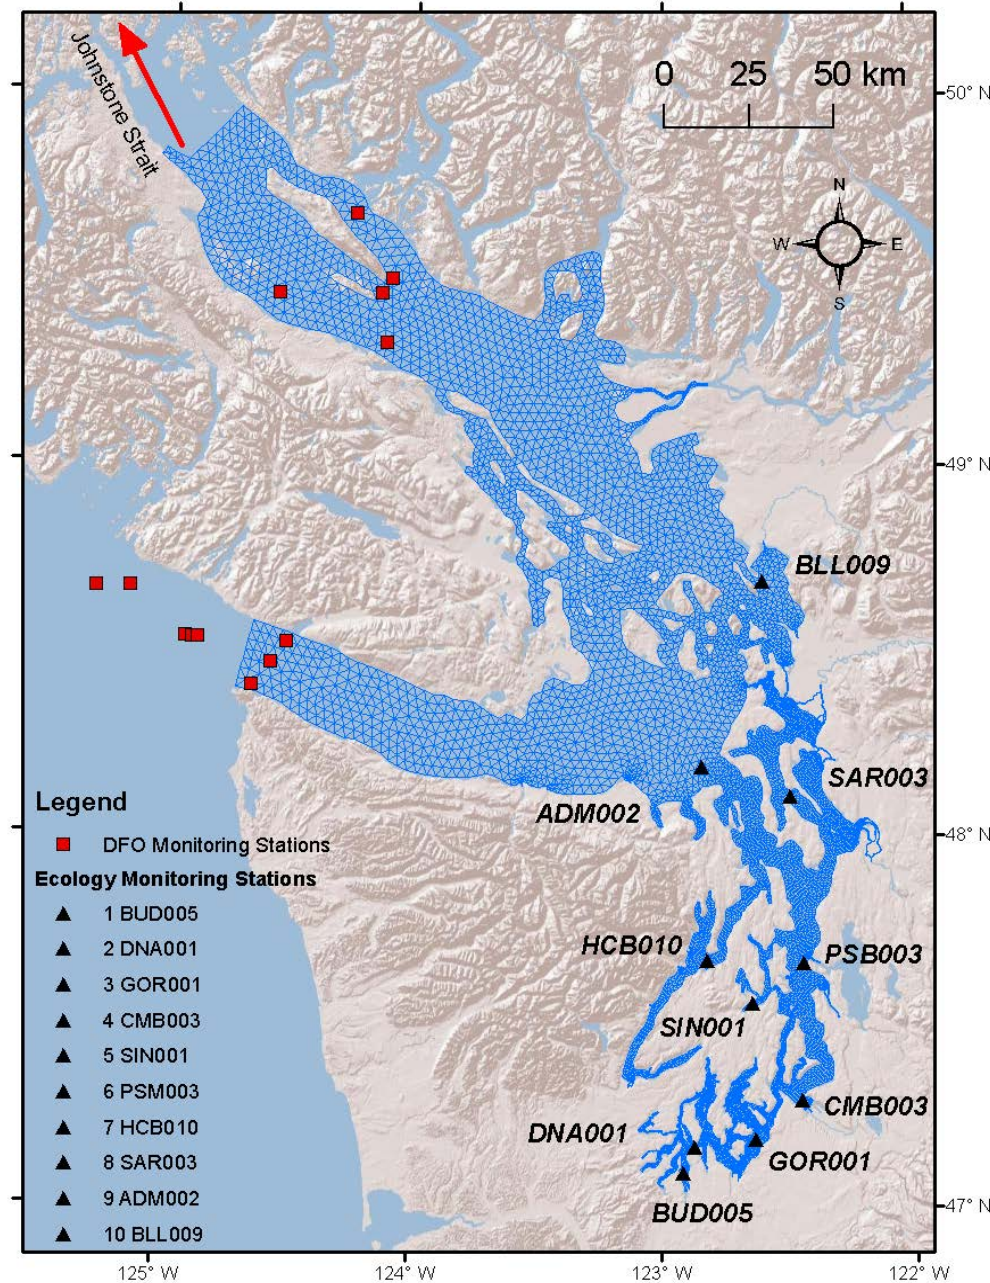 Johnstone Strait
0 25 50 km
50° N
N
W E
S
49° N
BLL009
SAR003
ADM002
48° N
HCB010
PSB003
SIN001
CMB003
DNA001
GOR001
BUD005
47° N
Legend
DFO Monitoring Stations
Ecology Monitoring Stations
1 BUD005
2 DNA001
3 GOR001
4 CMB003
5 SIN001
6 PSM003
7 HCB010
8 SAR003
9 ADM002
10 BLL009
125° W 124° W 123° W 122° W